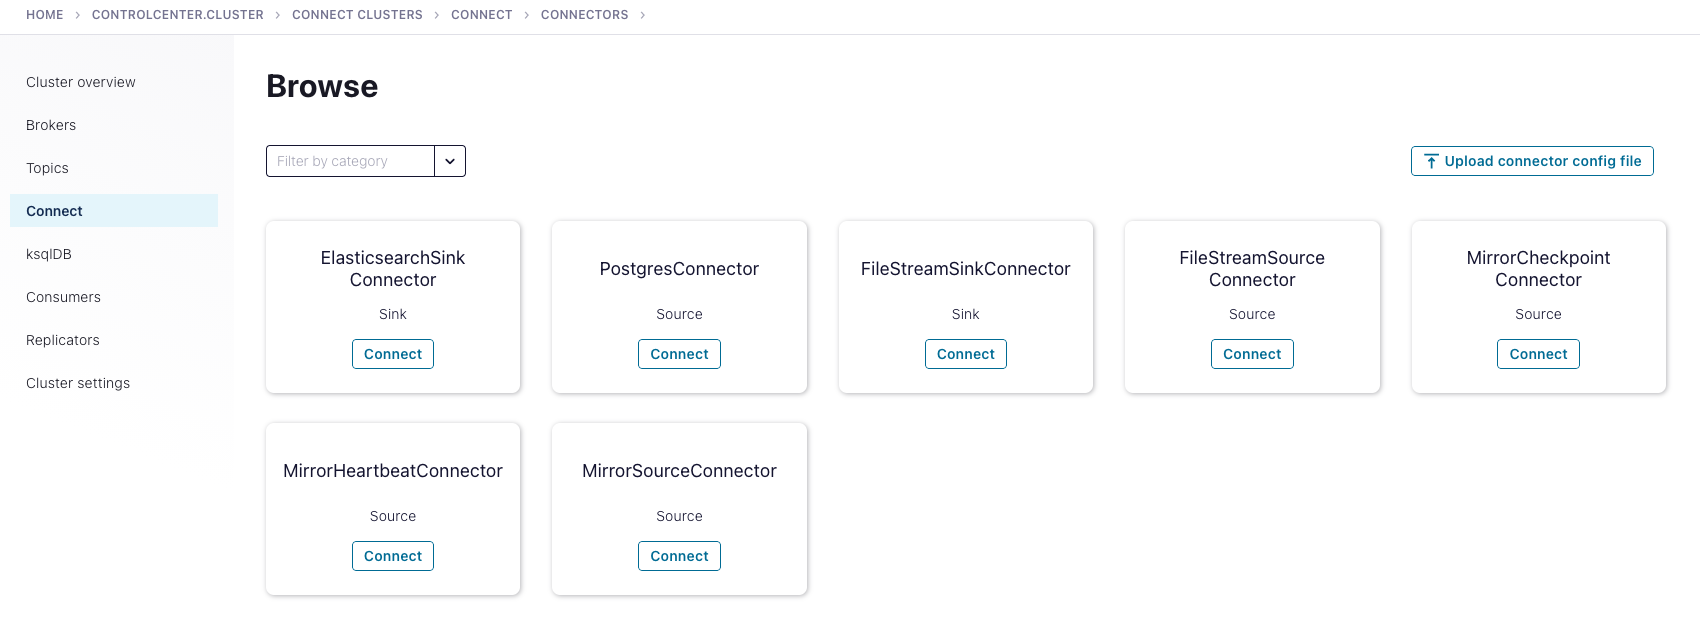 HOME > CONTROLCENTER.CLUSTER > CONNECT CLUSTERS > CONNECT > CONNECTORS >
Cluster overview
Brokers
Topics
Connect
ksqlDB
Consumers
Replicators
Cluster settings
Browse
Filter by category
Upload connector config file
ElasticsearchSink
Connector
Sink
Connect
PostgresConnector
Source
Connect
FileStreamSinkConnector
Sink
Connect
FileStreamSource
Connector
Source
Connect
MirrorCheckpoint
Connector
Source
Connect
MirrorHeartbeatConnector
Source
Connect
MirrorSourceConnector
Source
Connect